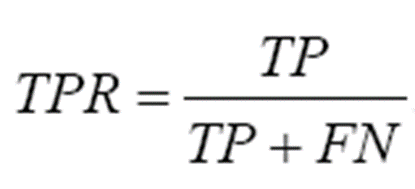 TPR = TP / TP + FN